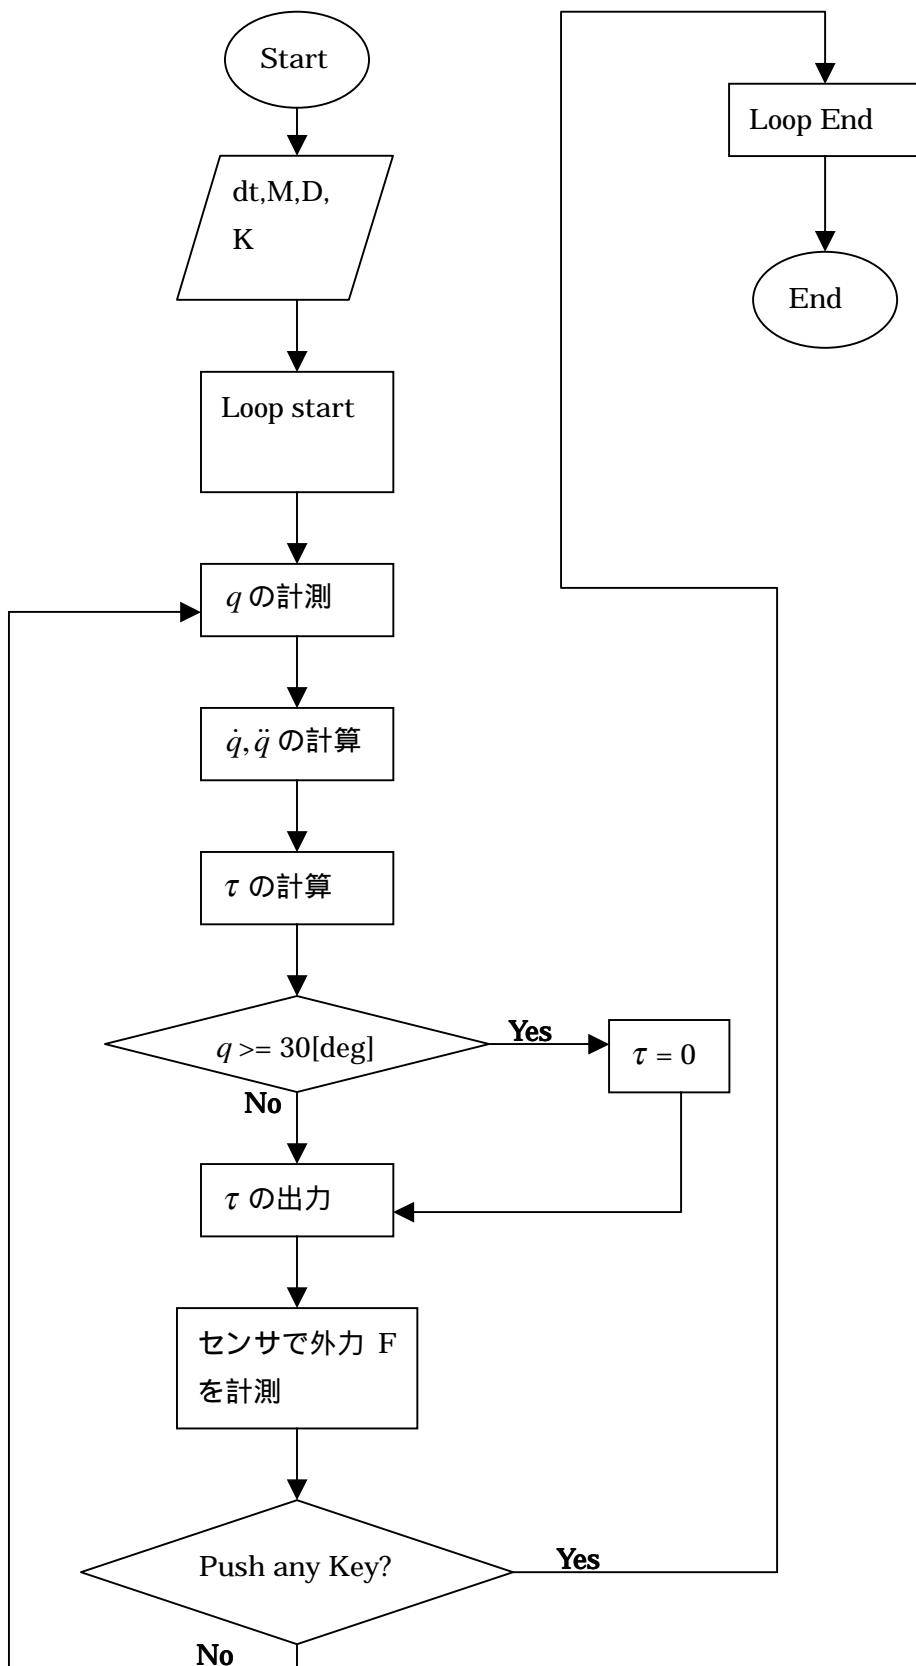 Start
dt,M,D,
K
Loop start
q の計測
q̇, q̈ の計算
τ の計算
q >= 30[deg]
Yes
τ = 0
No
τ の出力
センサで外力 F
を計測
Push any Key?
Yes
No
Loop End
End